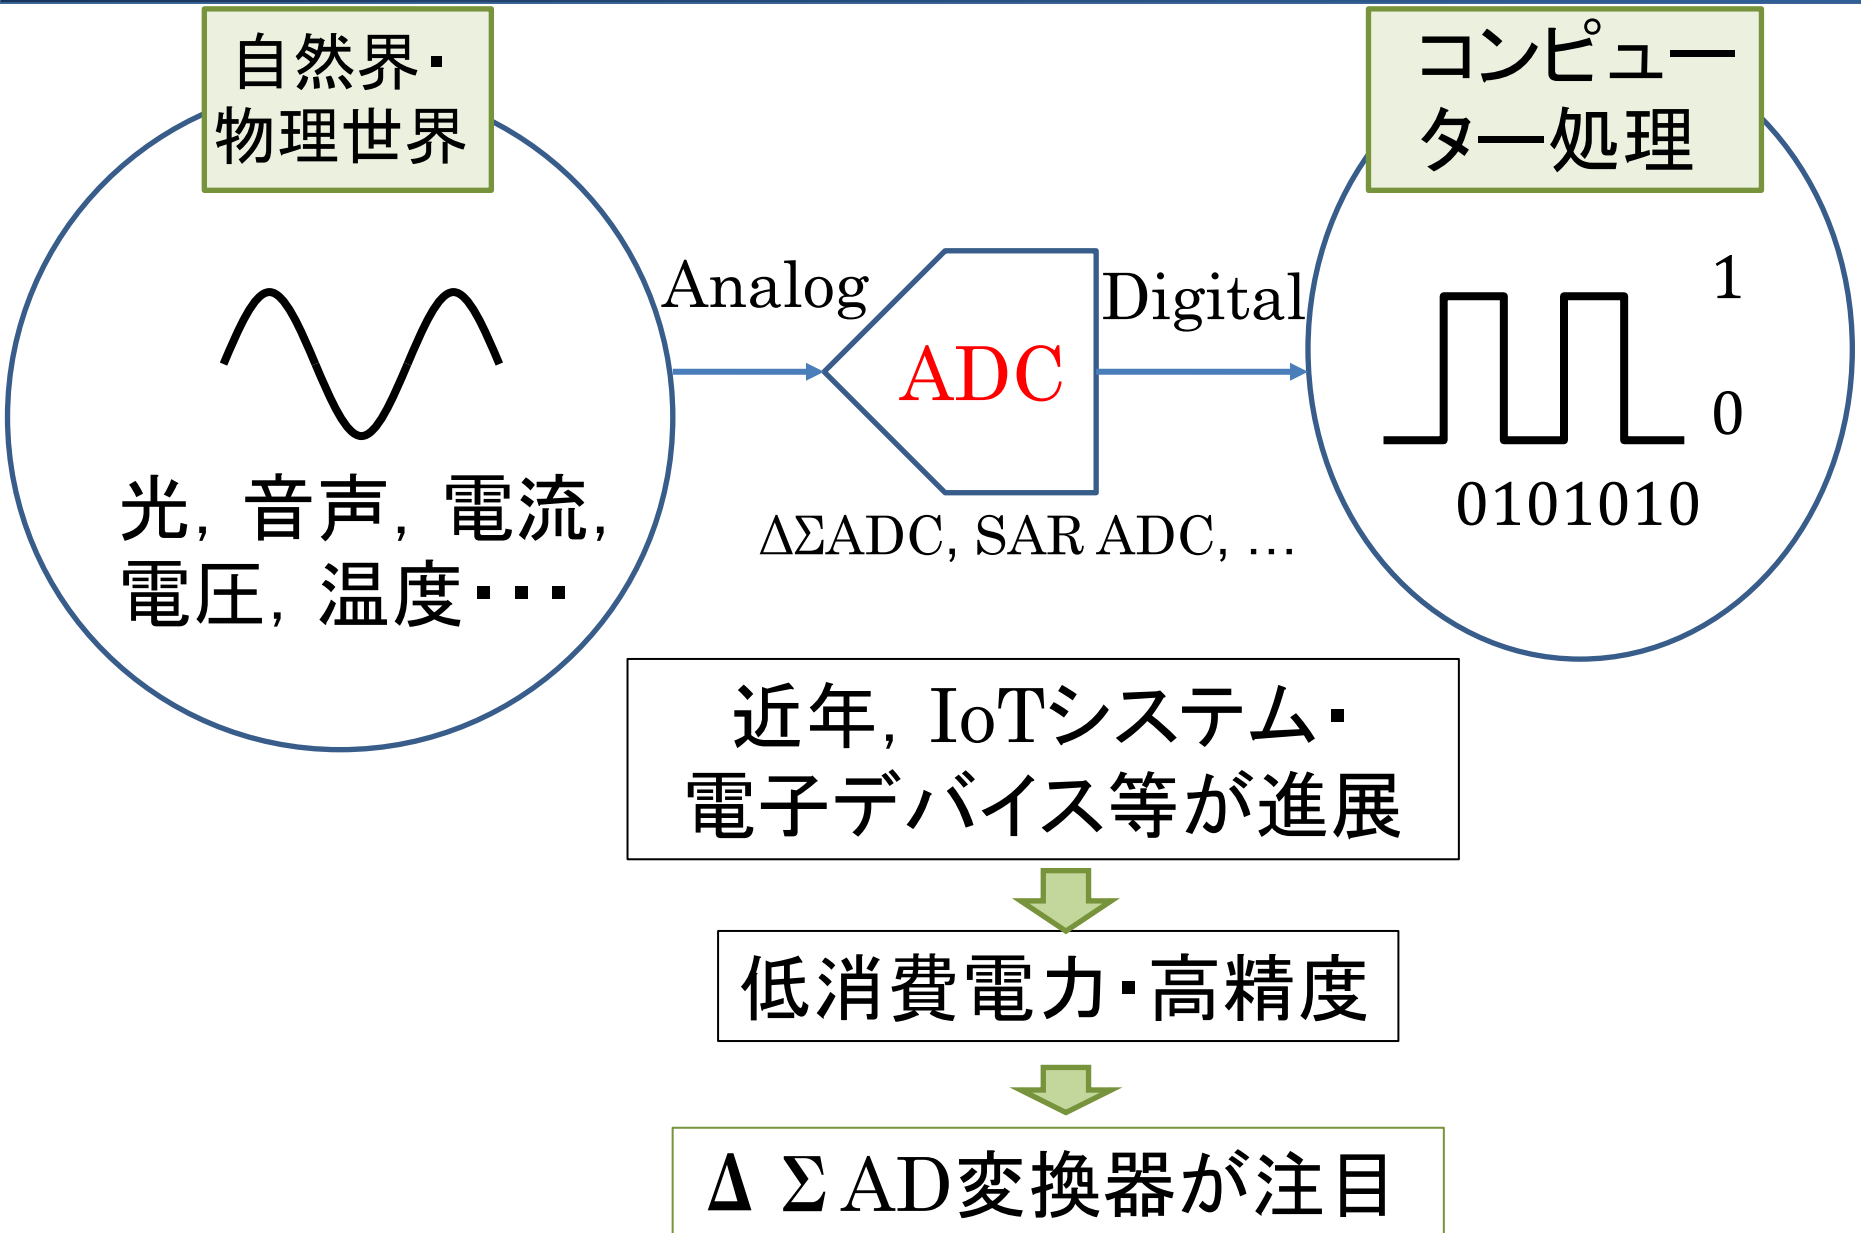 自然界・
物理世界
コンピュー
ター処理
Analog
ADC
Digital
1
0
0101010
光, 音声, 電流,
電圧, 温度・・・
ΔΣADC, SAR ADC, …
近年, IoTシステム・
電子デバイス等が進展
低消費電力・高精度
Δ Σ AD変換器が注目